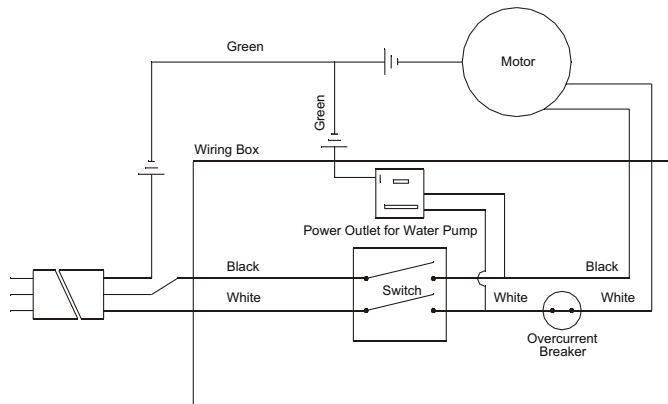 Green
Motor
Green
Wiring Box
Power Outlet for Water Pump
Black
Black
Switch
White
White
White
Overcurrent
Breaker